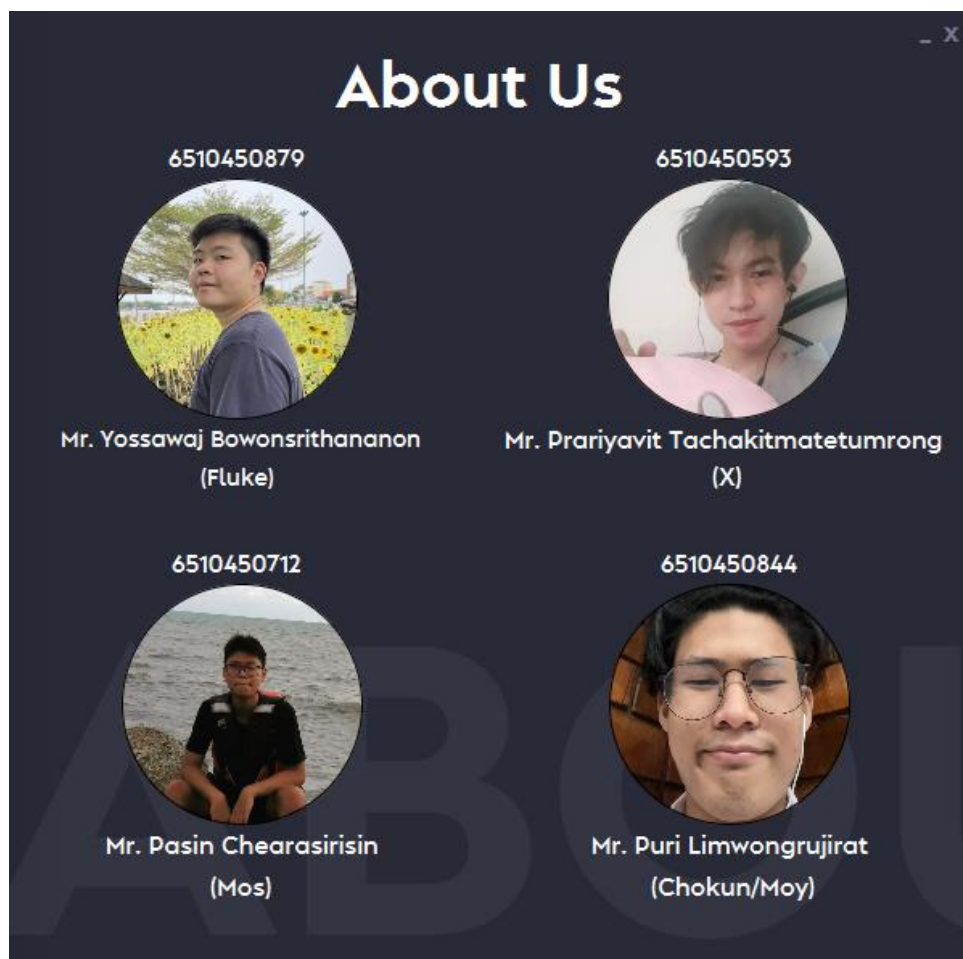 _ X
About Us
6510450879
6510450593
Mr. Yossawaj Bowonsrithananon
(Fluke)
Mr. Prariyavit Tachakitmatetumrong
(X)
6510450712
6510450844
Mr. Pasin Chearasirisin
(Mos)
Mr. Puri Limwongrujirat
(Chokun/Moy)
ABOU